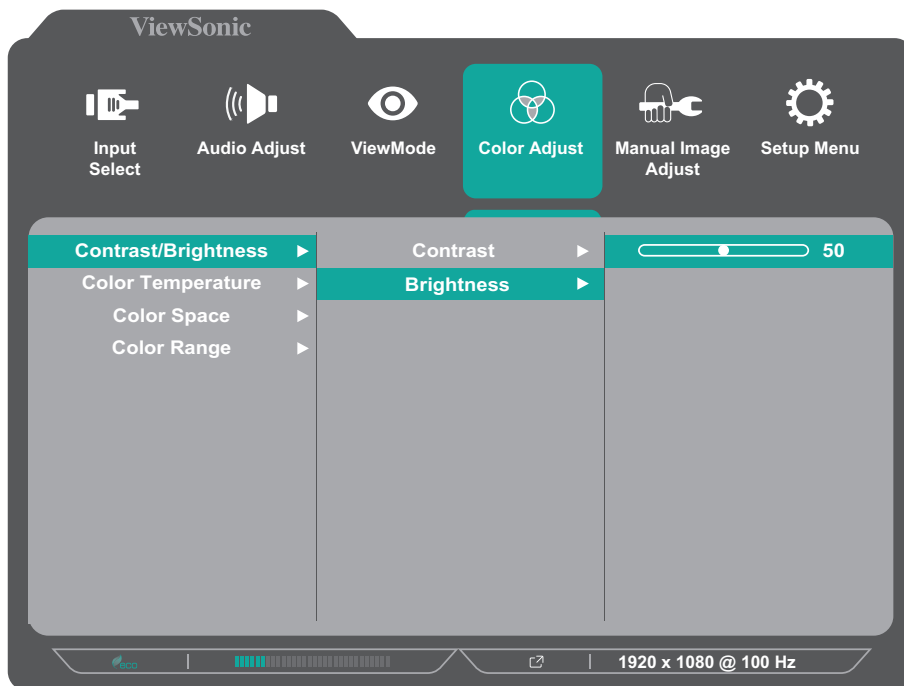 ViewSonic
Input Select
Audio Adjust
ViewMode
Color Adjust
Manual Image Adjust
Setup Menu
Contrast/Brightness
Contrast
50
Color Temperature
Brightness
Color Space
Color Range
eco
1920 x 1080 @ 100 Hz